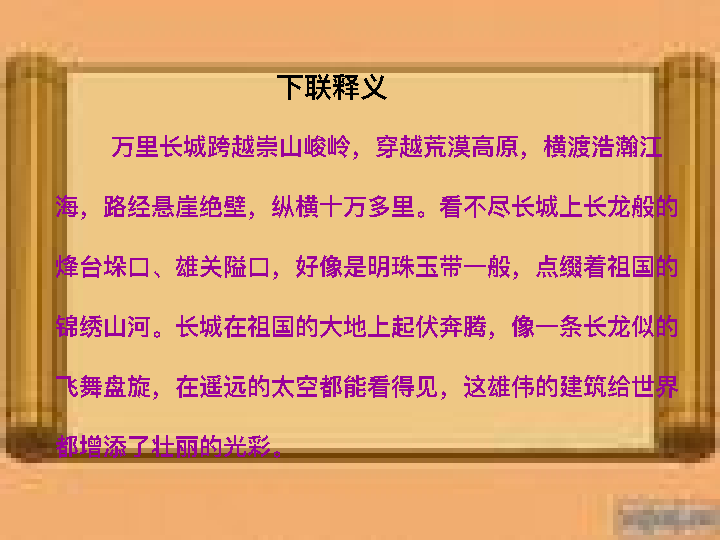 下联释义
万里长城跨越崇山峻岭，穿越荒漠高原，横渡浩瀚江
海，路经悬崖绝壁，纵横十万多里。看不尽长城上长龙般的
烽台垛口、雄关隘口，好像是明珠玉带一般，点缀着祖国的
锦绣山河。长城在祖国的大地上起伏奔腾，像一条长龙似的
飞舞盘旋，在遥远的太空都能看得见，这雄伟的建筑给世界
都增添了壮丽的光彩。